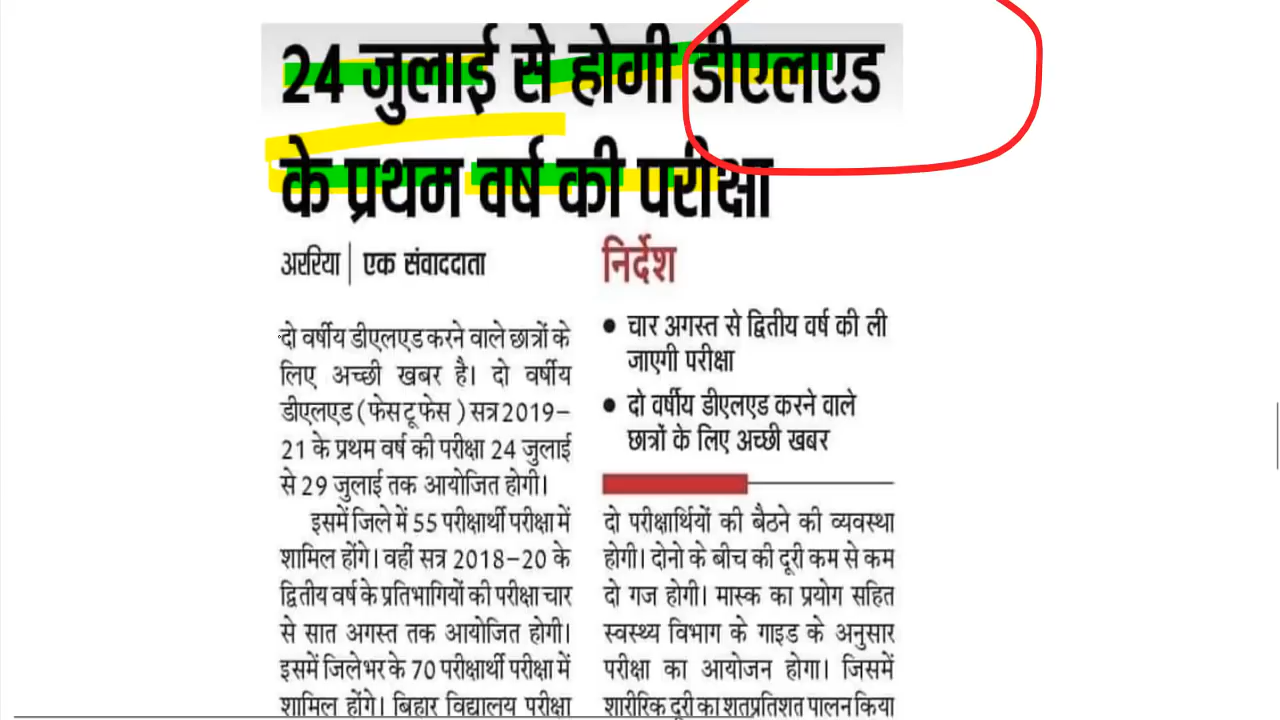 24 जुलाई से होगी डीएलएड
के प्रथम वर्ष की परीक्षा
अररिया | एक संवाददाता
दो वर्षीय डीएलएड करने वाले छात्रों के
लिए अच्छी खबर है। दो वर्षीय
डीएलएड (फेस टू फेस ) सत्र 2019-
21 के प्रथम वर्ष की परीक्षा 24 जुलाई
से 29 जुलाई तक आयोजित होगी।
इसमें जिले में 55 परीक्षार्थी परीक्षा में
शामिल होंगे। वहीं सत्र 2018-20 के
द्वितीय वर्ष के प्रतिभागियों की परीक्षा चार
से सात अगस्त तक आयोजित होगी।
इसमें जिले भर के 70 परीक्षार्थी परीक्षा में
शामिल होंगे। बिहार विद्यालय परीक्षा
निर्देश
● चार अगस्त से द्वितीय वर्ष की ली
जाएगी परीक्षा
● दो वर्षीय डीएलएड करने वाले
छात्रों के लिए अच्छी खबर
दो परीक्षार्थियों की बैठने की व्यवस्था
होगी। दोनो के बीच की दूरी कम से कम
दो गज होगी। मास्क का प्रयोग सहित
स्वस्थ्य विभाग के गाइड के अनुसार
परीक्षा का आयोजन होगा। जिसमें
शारीरिक दूरी का शतप्रतिशत पालन किया